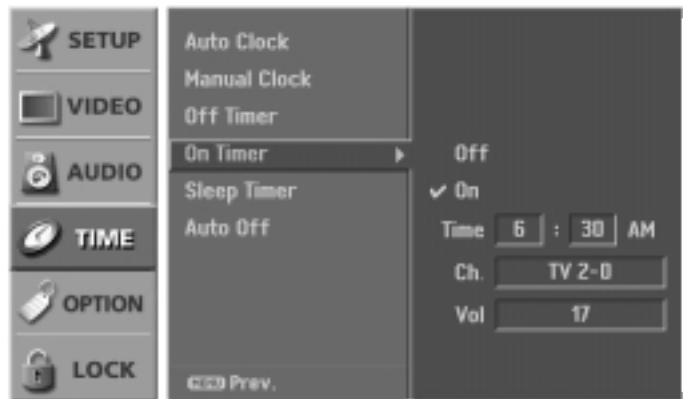 SETUP
VIDEO
AUDIO
TIME
OPTION
LOCK
Auto Clock
Manual Clock
Off Timer
On Timer
Sleep Timer
Auto Off
Prev.
Off
On
Time 6 : 30 AM
Ch. TV 2-0
Vol 17